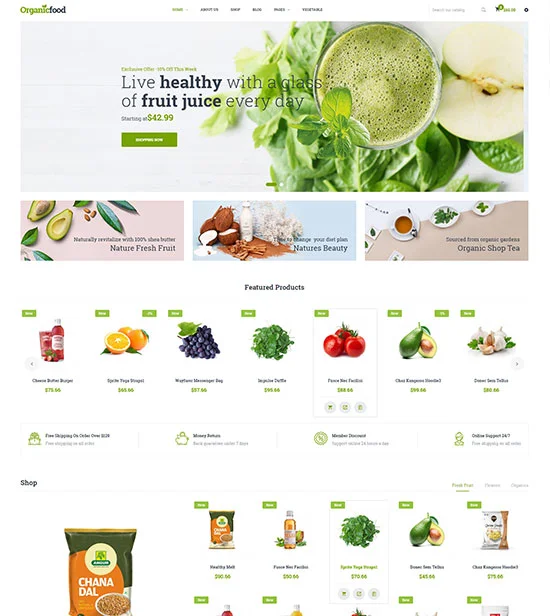 Organicfood
HOME
ABOUT US
SHOP
BLOG
PAGES
VEGETABLE
Search our catalog
Exclusive Offer -10% Off This Week
Live healthy with a glass
of fruit juice every day
Starting at $42.99
SHOPPING NOW
Naturally revitalize with 100% shea butter
Nature Fresh Fruit
to change your diet plan
Natures Beauty
Sourced from organic gardens
Organic Shop Tea
Featured Products
New
New
New
New
New
New
New
Cheese Butter Burger
$75.66
Sprite Yoga Straps1
$65.66
Wayfarer Messenger Bag
$57.66
Impulse Duffle
$95.66
Fusce Nec Facilisi
$88.66
Chaz Kangeroo Hoodie3
$99.66
Donec Sem Tellus
$80.66
Free Shipping On Order Over $129
Free shipping on all order
Money Return
Back guarantee under 7 days
Member Discount
Support online 24 hours a day
Online Support 24/7
Free shipping on all order
Shop
Fresh Fruit
Organics
New
New
New
New
New
Healthy Melt
$90.66
Fusce Nec Facilisi
$50.66
Sprite Yoga Straps1
$70.66
Donec Sem Tellus
$45.66
Chaz Kangeroo Hoodie3
$75.66
CHANA
DAL
New
New
New
New
New